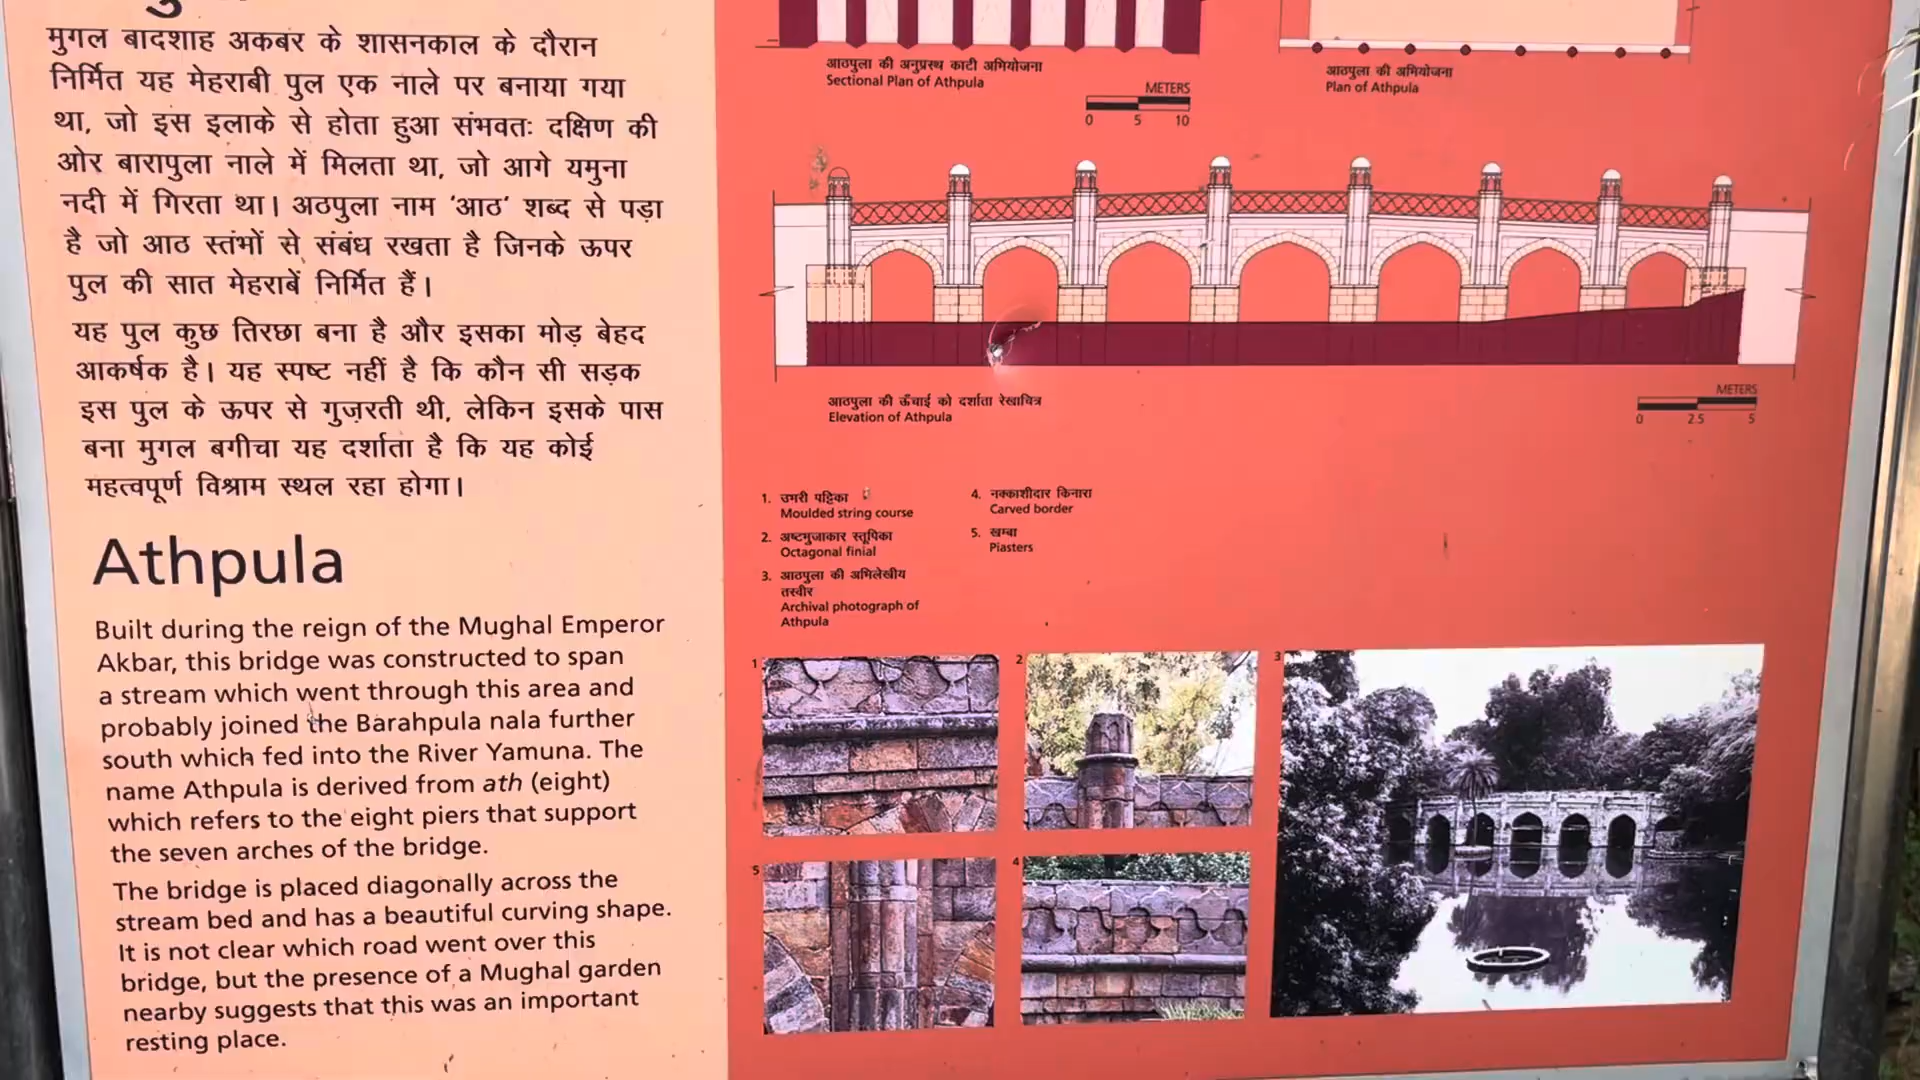 मुगल बादशाह अकबर के शासनकाल के दौरान
निर्मित यह मेहराबी पुल एक नाले पर बनाया गया
था, जो इस इलाके से होता हुआ संभवतः दक्षिण की
ओर बारापुला नाले में मिलता था, जो आगे यमुना
नदी में गिरता था। अठपुला नाम 'आठ' शब्द से पड़ा
है जो आठ स्तंभों से संबंध रखता है जिनके ऊपर
पुल की सात मेहराबें निर्मित हैं।
यह पुल कुछ तिरछा बना है और इसका मोड़ बेहद
आकर्षक है। यह स्पष्ट नहीं है कि कौन सी सड़क
इस पुल के ऊपर से गुज़रती थी, लेकिन इसके पास
बना मुगल बगीचा यह दर्शाता है कि यह कोई
महत्वपूर्ण विश्राम स्थल रहा होगा।
Athpula
Built during the reign of the Mughal Emperor
Akbar, this bridge was constructed to span
a stream which went through this area and
probably joined the Barahpula nala further
south which fed into the River Yamuna. The
name Athpula is derived from ath (eight)
which refers to the eight piers that support
the seven arches of the bridge.
The bridge is placed diagonally across the
stream bed and has a beautiful curving shape.
It is not clear which road went over this
bridge, but the presence of a Mughal garden
nearby suggests that this was an important
resting place.
आठपुला की अनुप्रस्थ काटी अभियोजना
Sectional Plan of Athpula
METERS
0 5 10
आठपुला की अभियोजना
Plan of Athpula
आठपुला की ऊँचाई को दर्शाता रेखाचित्र
Elevation of Athpula
METERS
0 2.5 5
1. उभरी पट्टिका
Moulded string course
2. अष्टभुजाकार स्तूपिका
Octagonal finial
3. आठपुला की अभिलेखीय
तस्वीर
Archival photograph of
Athpula
4. नक्काशीदार किनारा
Carved border
5. खम्बा
Piasters
1
2
3
5
4